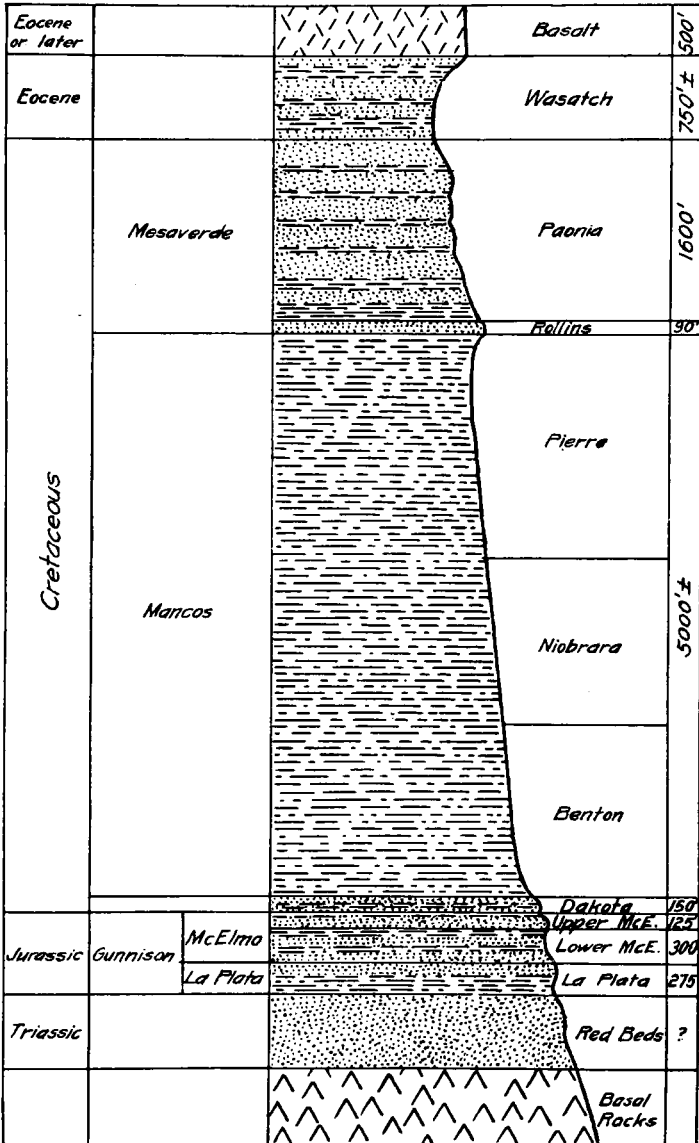 Eocene
or later
Basalt
500'
Eocene
Wasatch
750'±
Mesaverde
Paonia
1600'
Rollins
90'
Cretaceous
Mancos
Pierre
Niobrara
Benton
5000'±
Dakota
150'
Jurassic
Gunnison
McElmo
Upper McE.
125
Lower McE.
300
La Plata
La Plata
275
Triassic
Red Beds
?
Basal
Rocks